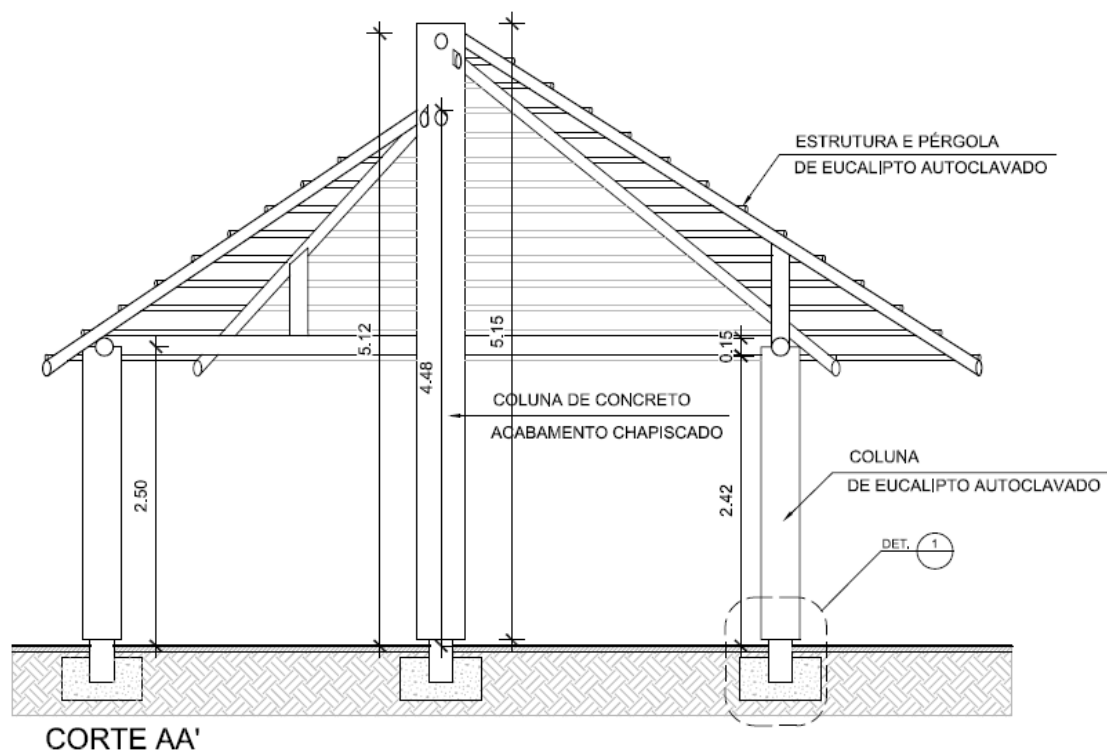 ESTRUTURA E PÉRGOLA
DE EUCALIPTO AUTOCLAVADO
5.12
5.15
0.15
4.48
COLUNA DE CONCRETO
ACABAMENTO CHAPISCADO
COLUNA
DE EUCALIPTO AUTOCLAVADO
2.50
2.42
DET. 1
CORTE AA'